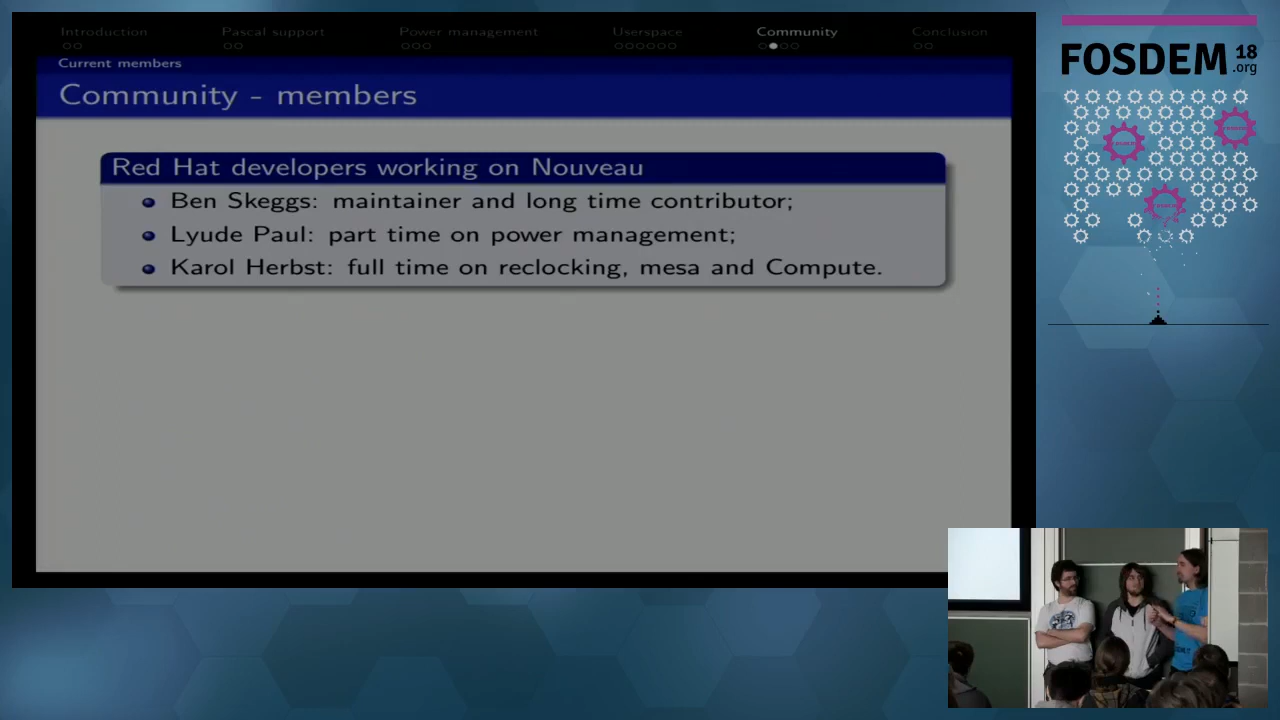 Introduction Pascal support Power management Userspace Community Conclusion
Current members
Community - members
Red Hat developers working on Nouveau
Ben Skeggs: maintainer and long time contributor;
Lyude Paul: part time on power management;
Karol Herbst: full time on reclocking, mesa and Compute.
FOSDEM 18
.org